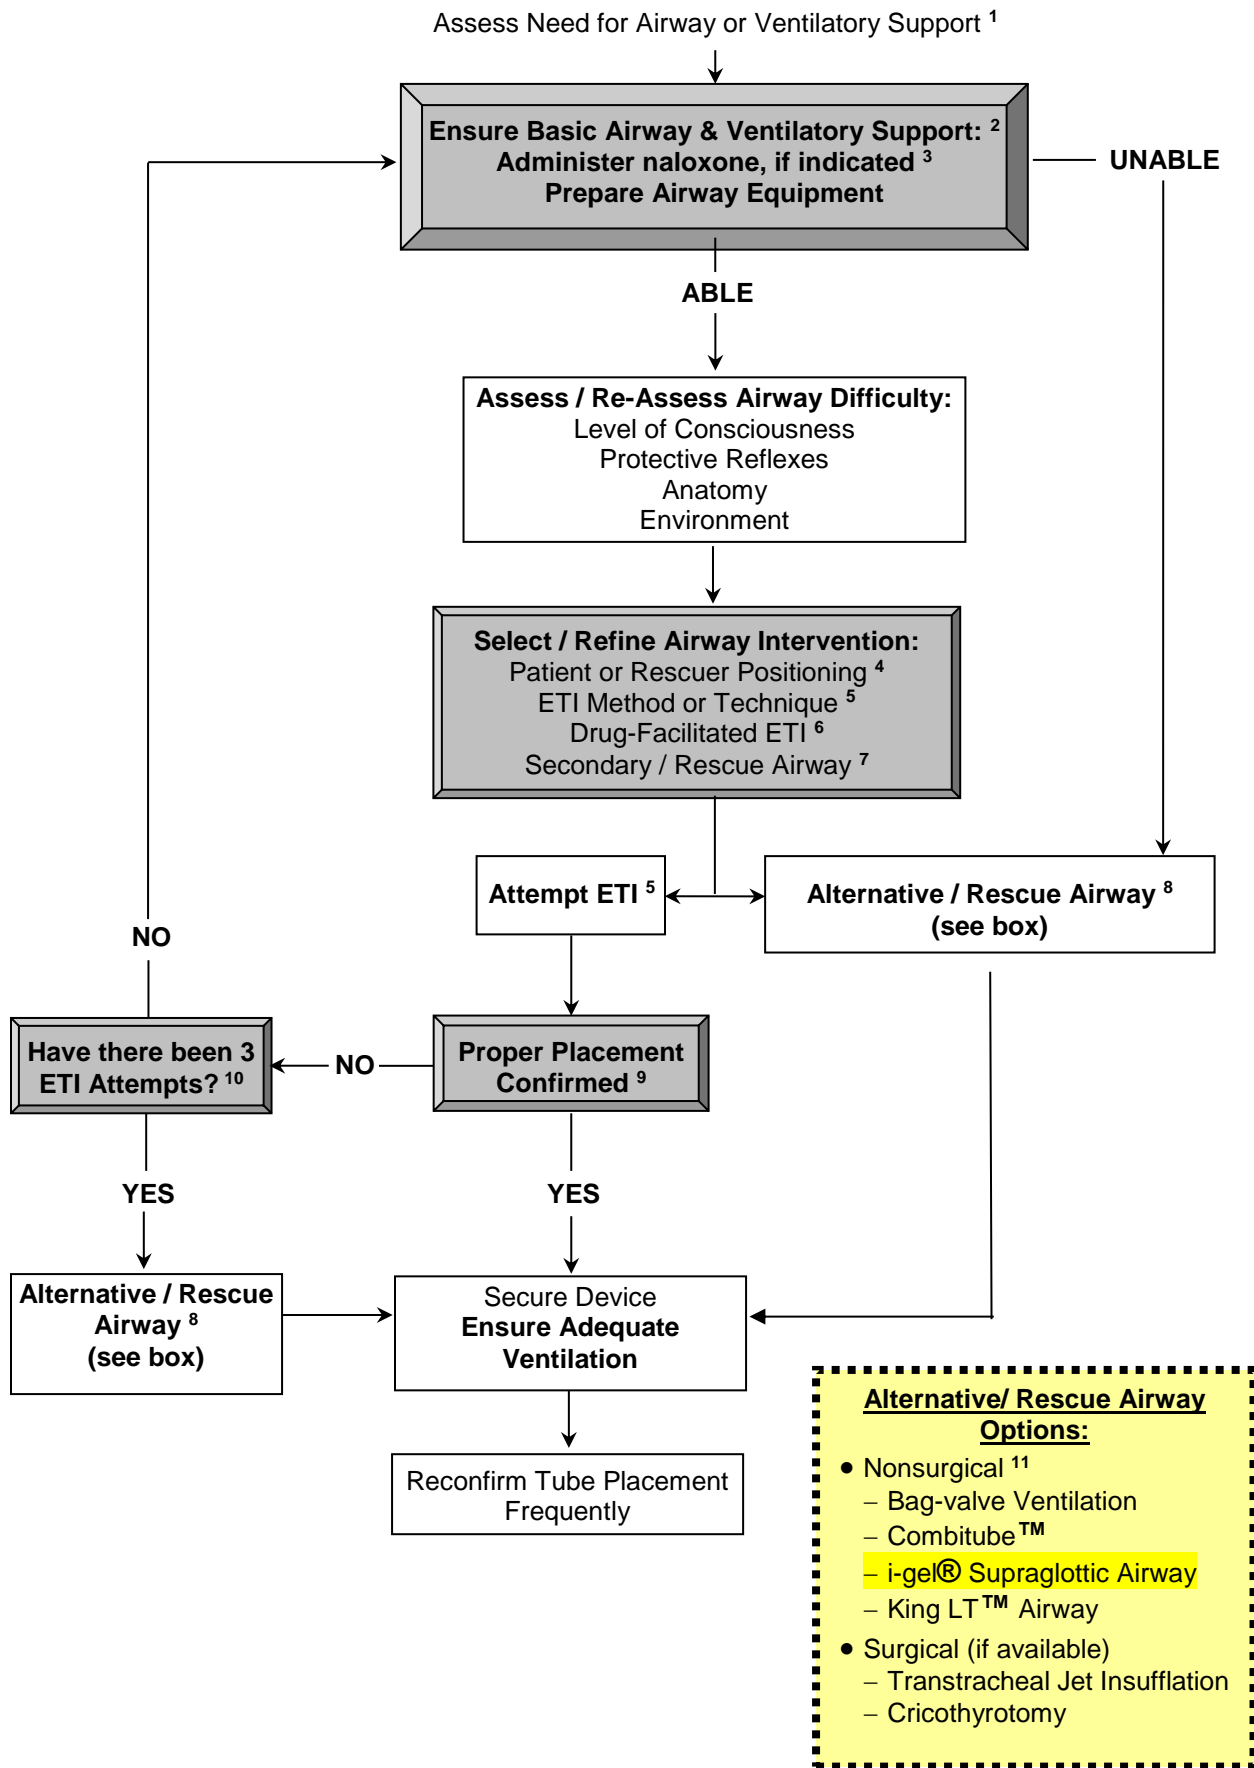 Assess Need for Airway or Ventilatory Support 1
Ensure Basic Airway & Ventilatory Support: 2
Administer naloxone, if indicated 3
Prepare Airway Equipment
UNABLE
ABLE
Assess / Re-Assess Airway Difficulty:
Level of Consciousness
Protective Reflexes
Anatomy
Environment
Select / Refine Airway Intervention:
Patient or Rescuer Positioning 4
ETI Method or Technique 5
Drug-Facilitated ETI 6
Secondary / Rescue Airway 7
Attempt ETI 5
Alternative / Rescue Airway 8
(see box)
NO
Have there been 3
ETI Attempts? 10
NO
Proper Placement
Confirmed 9
YES
YES
Alternative / Rescue
Airway 8
(see box)
Secure Device
Ensure Adequate
Ventilation
Reconfirm Tube Placement
Frequently
Alternative/ Rescue Airway
Options:
• Nonsurgical 11
– Bag-valve Ventilation
– Combitube™
– i-gel® Supraglottic Airway
– King LT™ Airway
• Surgical (if available)
– Transtracheal Jet Insufflation
– Cricothyrotomy